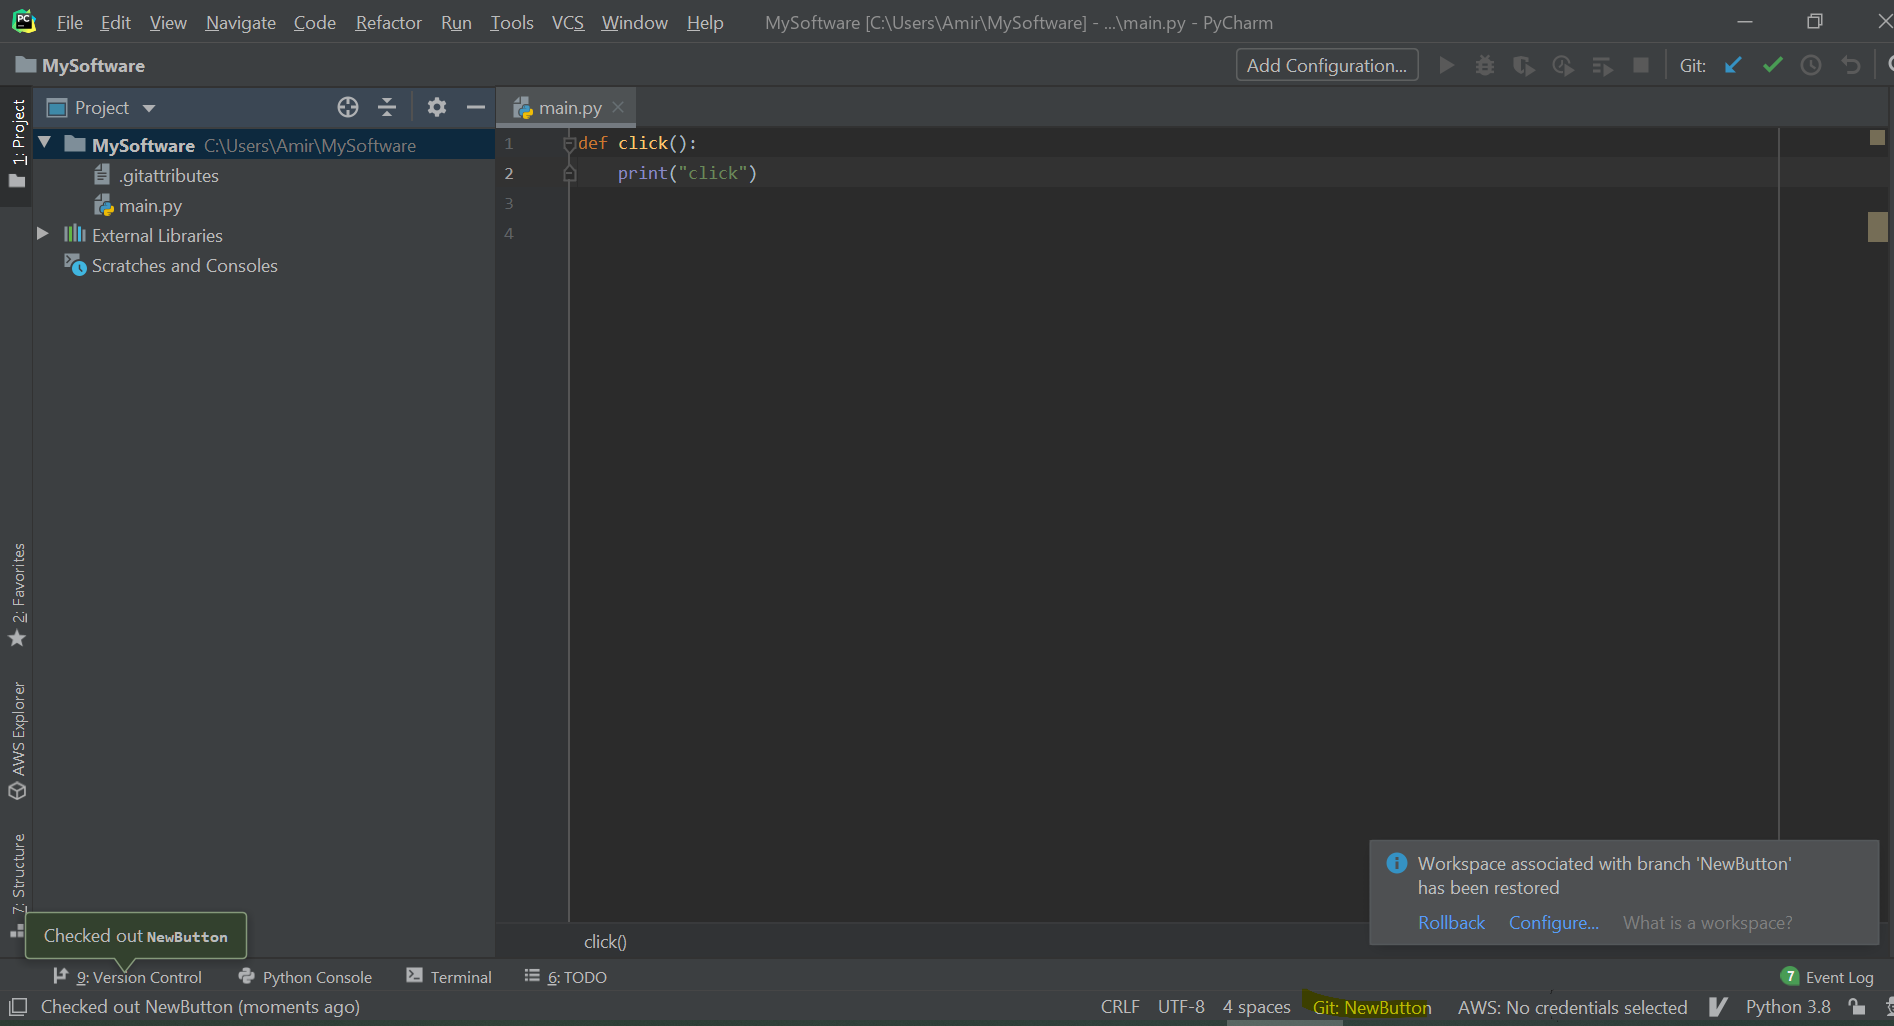 PC
File Edit View Navigate Code Refactor Run Tools VCS Window Help MySoftware [C:\Users\Amir\MySoftware] - ...\main.py - PyCharm
MySoftware Add Configuration... Git:
1: Project
Project main.py
MySoftware C:\Users\Amir\MySoftware
.gitattributes
main.py
External Libraries
Scratches and Consoles
1 def click():
2 print("click")
3
4
2: Favorites
AWS Explorer
7: Structure
Workspace associated with branch 'NewButton'
has been restored
Rollback Configure... What is a workspace?
Checked out NewButton
click()
9: Version Control Python Console Terminal 6: TODO 7 Event Log
Checked out NewButton (moments ago) CRLF UTF-8 4 spaces Git: NewButton AWS: No credentials selected Python 3.8